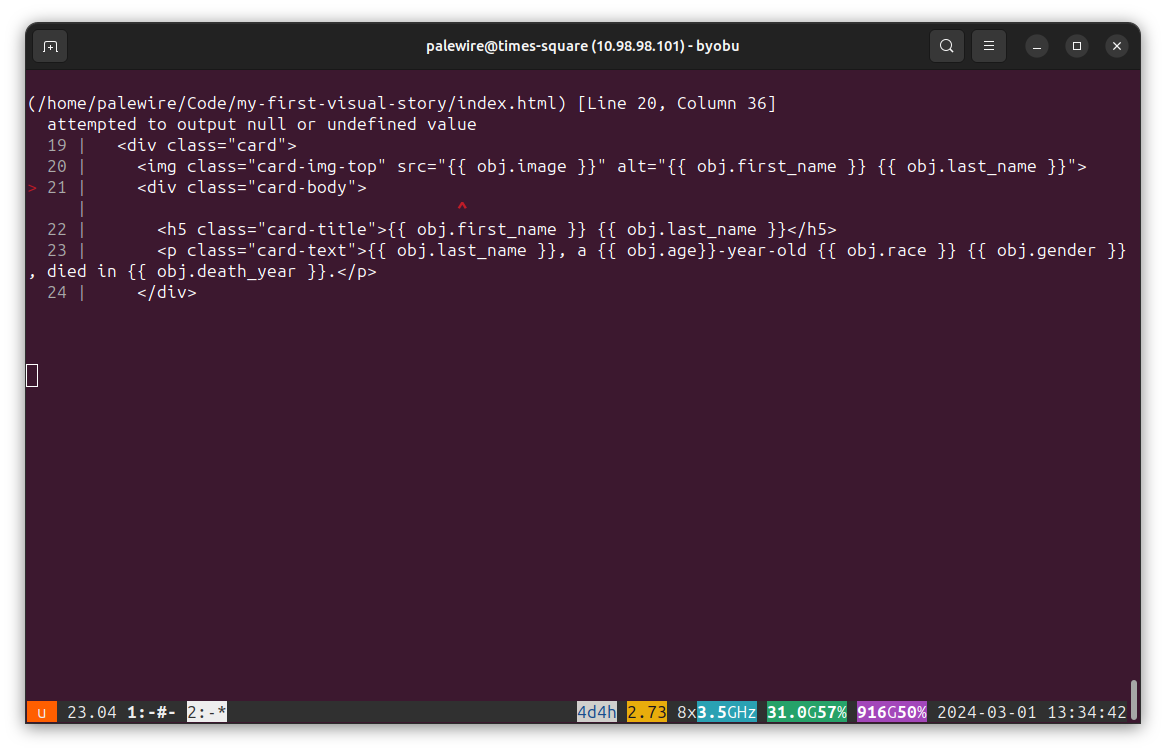 palewire@times-square (10.98.98.101) - byobu
(/home/palewire/Code/my-first-visual-story/index.html) [Line 20, Column 36]
  attempted to output null or undefined value
  19 |   <div class="card">
  20 |     <img class="card-img-top" src="{{ obj.image }}" alt="{{ obj.first_name }} {{ obj.last_name }}">
> 21 |     <div class="card-body">
     |                                     ^
  22 |       <h5 class="card-title">{{ obj.first_name }} {{ obj.last_name }}</h5>
  23 |       <p class="card-text">{{ obj.last_name }}, a {{ obj.age}}-year-old {{ obj.race }} {{ obj.gender }}
, died in {{ obj.death_year }}.</p>
  24 |     </div>
u 23.04 1:-#- 2:-* 4d4h 2.73 8x3.5GHz 31.0G57% 916G50% 2024-03-01 13:34:42